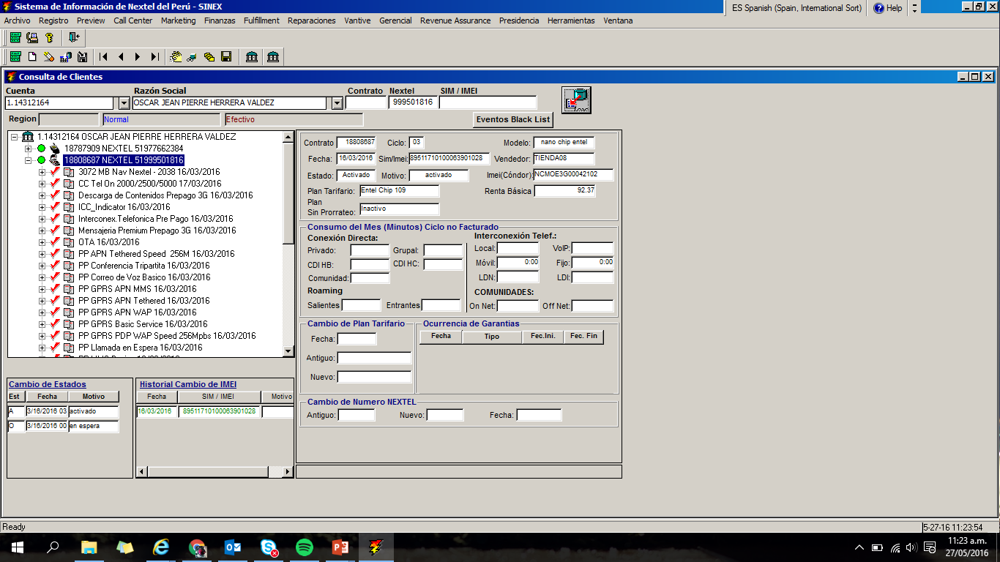 Sistema de Información de Nextel del Perú - SINEX
ES Spanish (Spain, International Sort) Help
Archivo Registro Preview Call Center Marketing Finanzas Fulfillment Reparaciones Vantive Gerencial Revenue Assurance Presidencia Herramientas Ventana
Consulta de Clientes
Cuenta Razón Social Contrato Nextel SIM / IMEI
1.14312164 OSCAR JEAN PIERRE HERRERA VALDEZ 999501816
Region Normal Efectivo Eventos Black List
1.14312164 OSCAR JEAN PIERRE HERRERA VALDEZ
18787909 NEXTEL 51977662384
18808687 NEXTEL 51999501816
3072 MB Nav Nextel - 2038 16/03/2016
CC Tel On 2000/2500/5000 17/03/2016
Descarga de Contenidos Prepago 3G 16/03/2016
ICC_Indicator 16/03/2016
Interconex.Telefonica Pre Pago 16/03/2016
Mensajeria Premium Prepago 3G 16/03/2016
OTA 16/03/2016
PP APN Tethered Speed 256M 16/03/2016
PP Conferencia Tripartita 16/03/2016
PP Correo de Voz Basico 16/03/2016
PP GPRS APN MMS 16/03/2016
PP GPRS APN Tethered 16/03/2016
PP GPRS APN WAP 16/03/2016
PP GPRS Basic Service 16/03/2016
PP GPRS PDP WAP Speed 256Mpbs 16/03/2016
PP Llamada en Espera 16/03/2016
Contrato 18808687 Ciclo: 03 Modelo: nano chip entel
Fecha: 16/03/2016 Sim/Imei: 89511710100063901028 Vendedor: TIENDA08
Estado: Activado Motivo: activado Imei(Cóndor): NCMOE3G00042102
Plan Tarifario: Entel Chip 109 Renta Básica 92.37
Plan
Sin Prorrateo: Inactivo
Consumo del Mes (Minutos) Ciclo no Facturado
Conexión Directa: Interconexión Telef.:
Privado: Grupal: Local: VoIP:
CDI HB: CDI HC: Móvil: 0:00 Fijo: 0:00
Comunidad: LDN: LDI:
Roaming COMUNIDADES:
Salientes Entrantes On Net: Off Net:
Cambio de Plan Tarifario Ocurrencia de Garantias
Fecha: Fecha Tipo Fec.Ini. Fec. Fin
Antiguo:
Nuevo:
Cambio de Numero NEXTEL
Antiguo: Nuevo: Fecha:
Cambio de Estados Historial Cambio de IMEI
Est Fecha Motivo Fecha SIM / IMEI Motivo
A 3/16/2016 03 activado 16/03/2016 89511710100063901028
O 3/16/2016 00 en espera
Ready 5-27-16 11:23:54
11:23 a.m.
27/05/2016